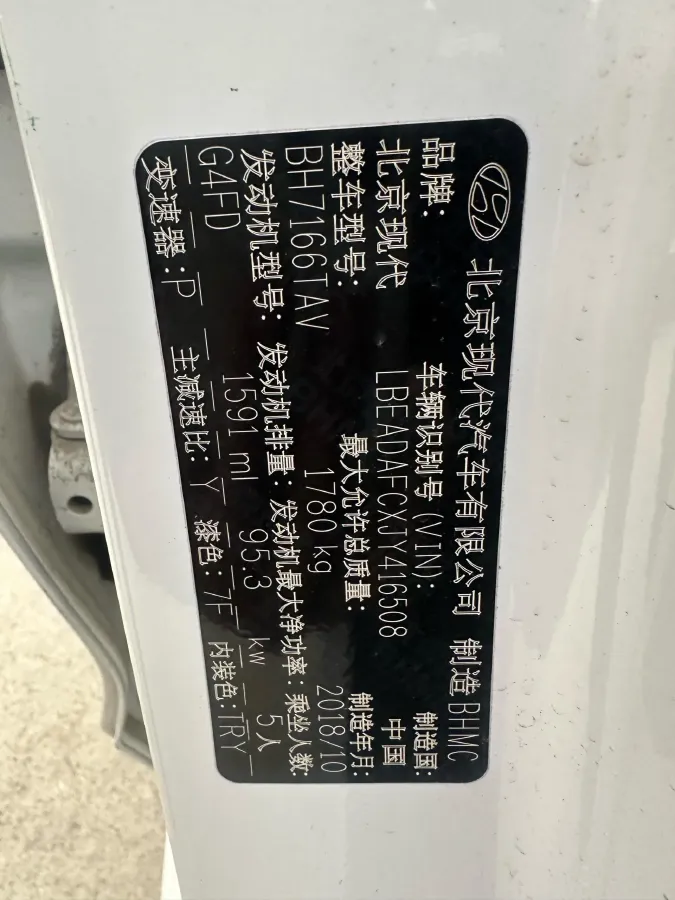 北京现代汽车有限公司 制造 BHMC
品牌: 车辆识别号 (VIN): 制造国:
北京现代 LBEADAFCXJY416508 中国
整车型号: 最大允许总质量: 制造年月:
BH7166TAV 1780 kg 2018/10
发动机型号: 发动机排量: 发动机最大净功率: 乘坐人数:
G4FD 1591 ml 95.3 kw 5人
变速器: P 主减速比: Y 漆色: 7F 内装色: TRY